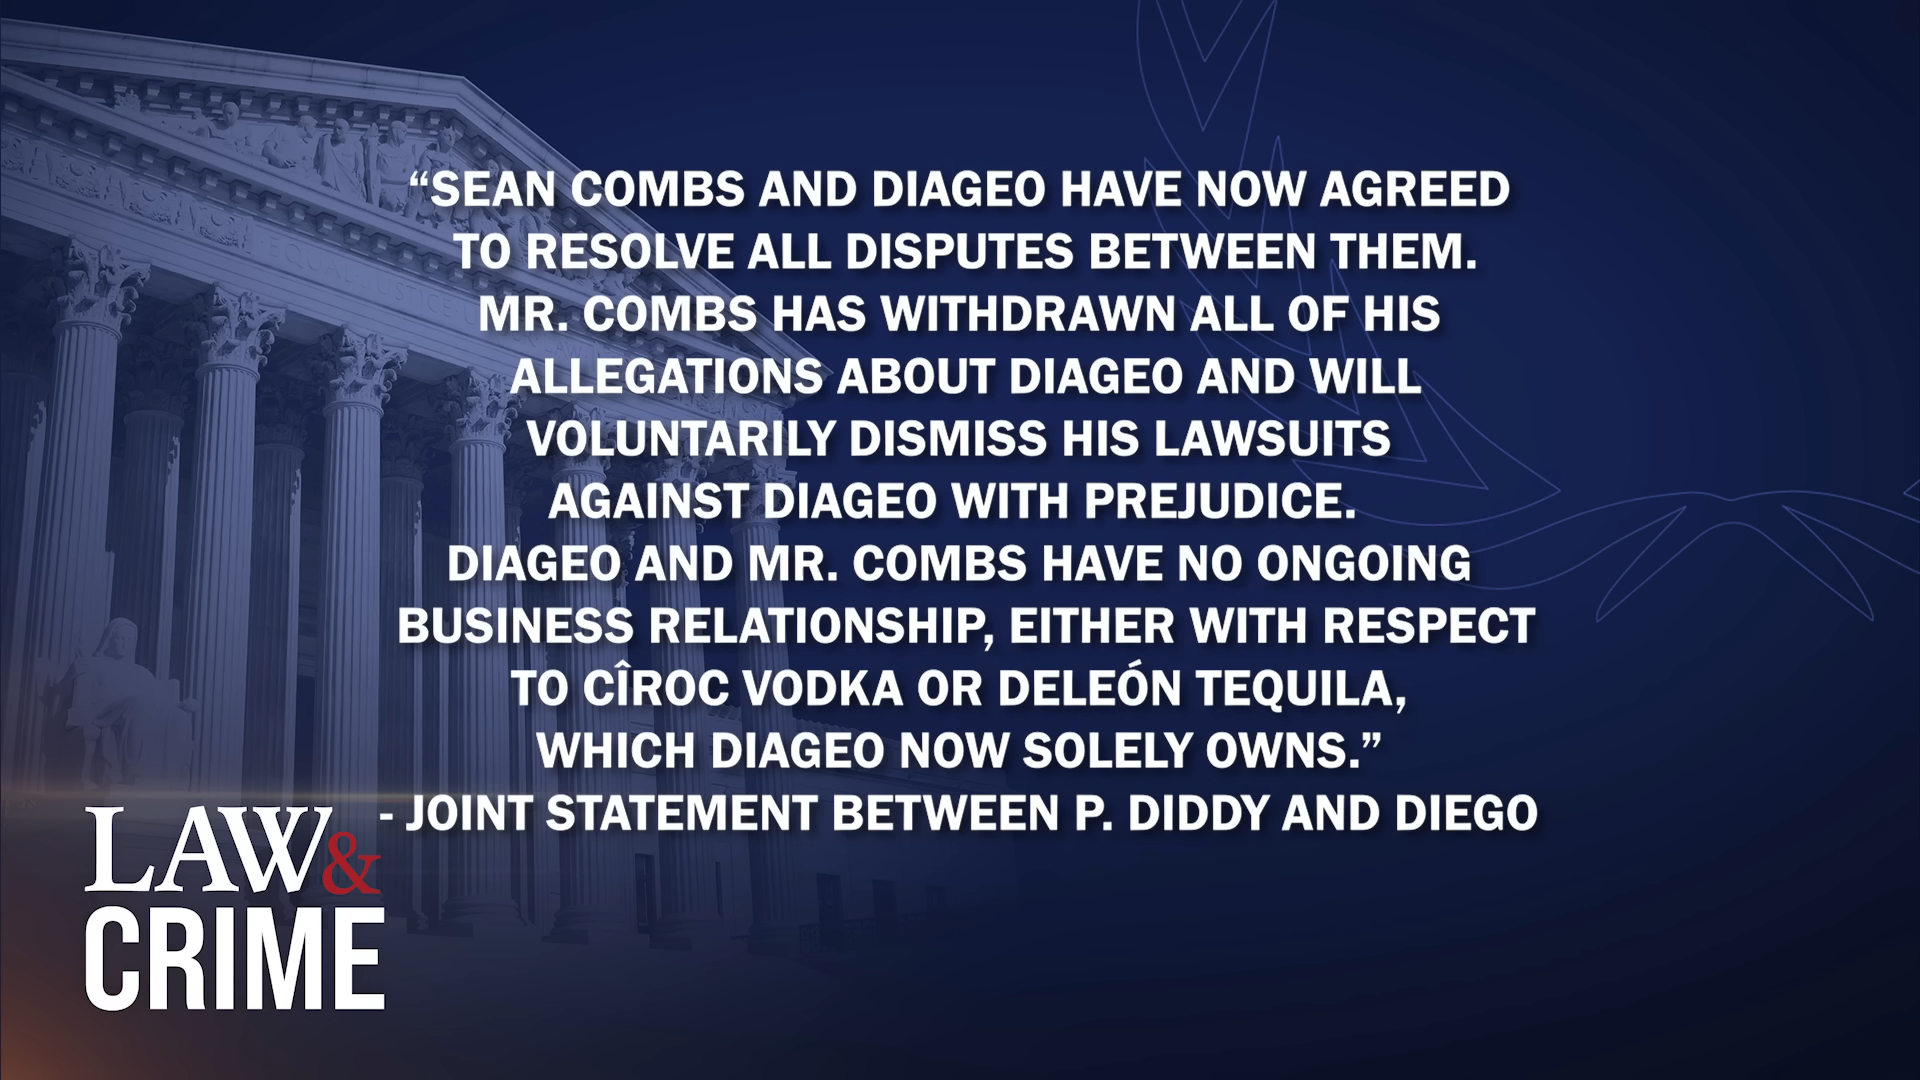 “SEAN COMBS AND DIAGEO HAVE NOW AGREED
TO RESOLVE ALL DISPUTES BETWEEN THEM.
MR. COMBS HAS WITHDRAWN ALL OF HIS
ALLEGATIONS ABOUT DIAGEO AND WILL
VOLUNTARILY DISMISS HIS LAWSUITS
AGAINST DIAGEO WITH PREJUDICE.
DIAGEO AND MR. COMBS HAVE NO ONGOING
BUSINESS RELATIONSHIP, EITHER WITH RESPECT
TO CÎROC VODKA OR DELEÓN TEQUILA,
WHICH DIAGEO NOW SOLELY OWNS.”
- JOINT STATEMENT BETWEEN P. DIDDY AND DIEGO
LAW&
CRIME